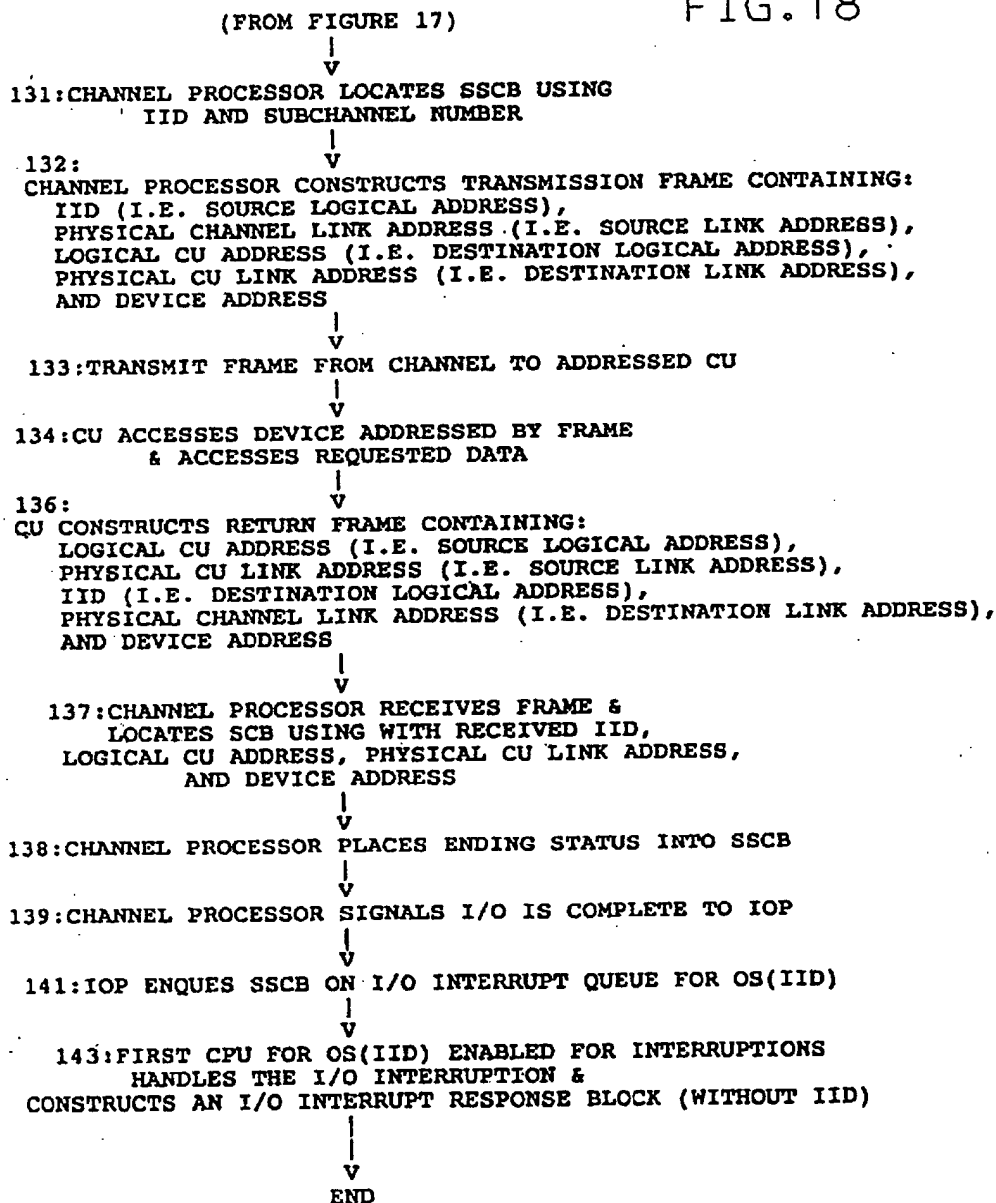 FIG.18
(FROM FIGURE 17)
131:CHANNEL PROCESSOR LOCATES SSCB USING
IID AND SUBCHANNEL NUMBER
132:
CHANNEL PROCESSOR CONSTRUCTS TRANSMISSION FRAME CONTAINING:
IID (I.E. SOURCE LOGICAL ADDRESS),
PHYSICAL CHANNEL LINK ADDRESS (I.E. SOURCE LINK ADDRESS),
LOGICAL CU ADDRESS (I.E. DESTINATION LOGICAL ADDRESS),
PHYSICAL CU LINK ADDRESS (I.E. DESTINATION LINK ADDRESS),
AND DEVICE ADDRESS
133:TRANSMIT FRAME FROM CHANNEL TO ADDRESSED CU
134:CU ACCESSES DEVICE ADDRESSED BY FRAME
& ACCESSES REQUESTED DATA
136:
CU CONSTRUCTS RETURN FRAME CONTAINING:
LOGICAL CU ADDRESS (I.E. SOURCE LOGICAL ADDRESS),
PHYSICAL CU LINK ADDRESS (I.E. SOURCE LINK ADDRESS),
IID (I.E. DESTINATION LOGICAL ADDRESS),
PHYSICAL CHANNEL LINK ADDRESS (I.E. DESTINATION LINK ADDRESS),
AND DEVICE ADDRESS
137:CHANNEL PROCESSOR RECEIVES FRAME &
LOCATES SCB USING WITH RECEIVED IID,
LOGICAL CU ADDRESS, PHYSICAL CU LINK ADDRESS,
AND DEVICE ADDRESS
138:CHANNEL PROCESSOR PLACES ENDING STATUS INTO SSCB
139:CHANNEL PROCESSOR SIGNALS I/O IS COMPLETE TO IOP
141:IOP ENQUES SSCB ON I/O INTERRUPT QUEUE FOR OS(IID)
143:FIRST CPU FOR OS(IID) ENABLED FOR INTERRUPTIONS
HANDLES THE I/O INTERRUPTION &
CONSTRUCTS AN I/O INTERRUPT RESPONSE BLOCK (WITHOUT IID)
END